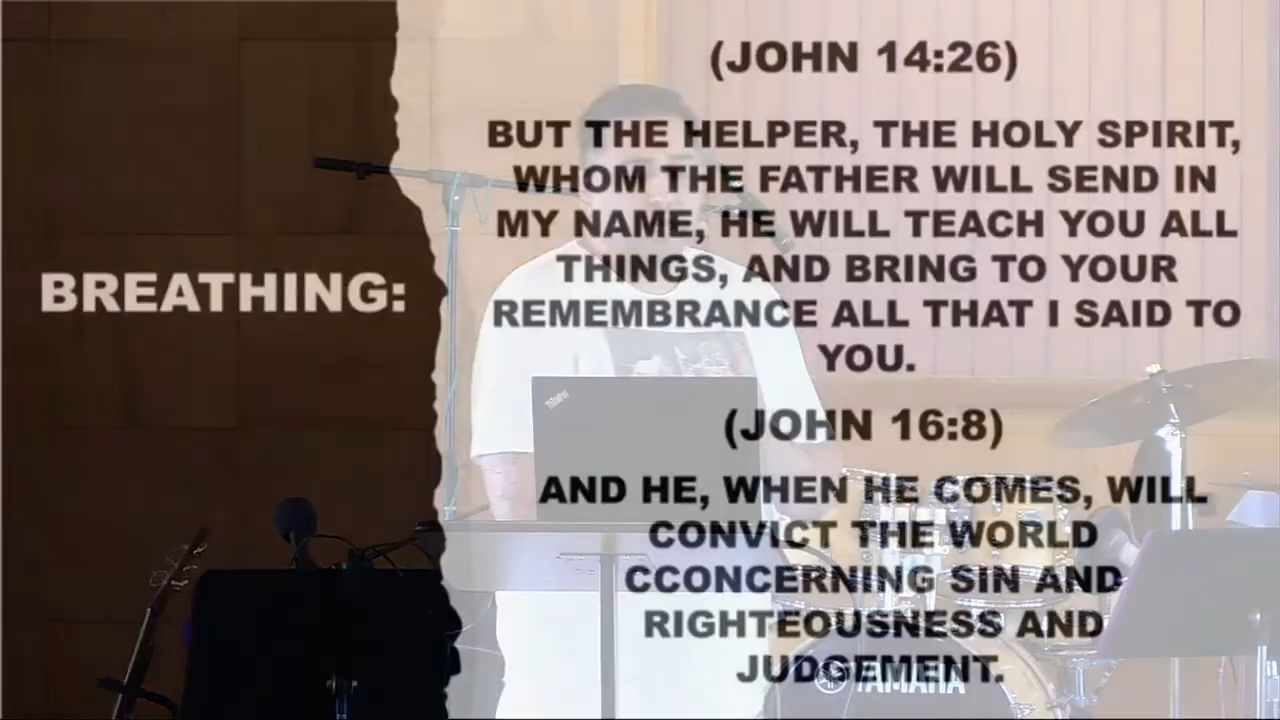 BREATHING:
(JOHN 14:26)
BUT THE HELPER, THE HOLY SPIRIT,
WHOM THE FATHER WILL SEND IN
MY NAME, HE WILL TEACH YOU ALL
THINGS, AND BRING TO YOUR
REMEMBRANCE ALL THAT I SAID TO
YOU.
(JOHN 16:8)
AND HE, WHEN HE COMES, WILL
CONVICT THE WORLD
CCONCERNING SIN AND
RIGHTEOUSNESS AND
JUDGEMENT.
ThinkPad
YAMAHA